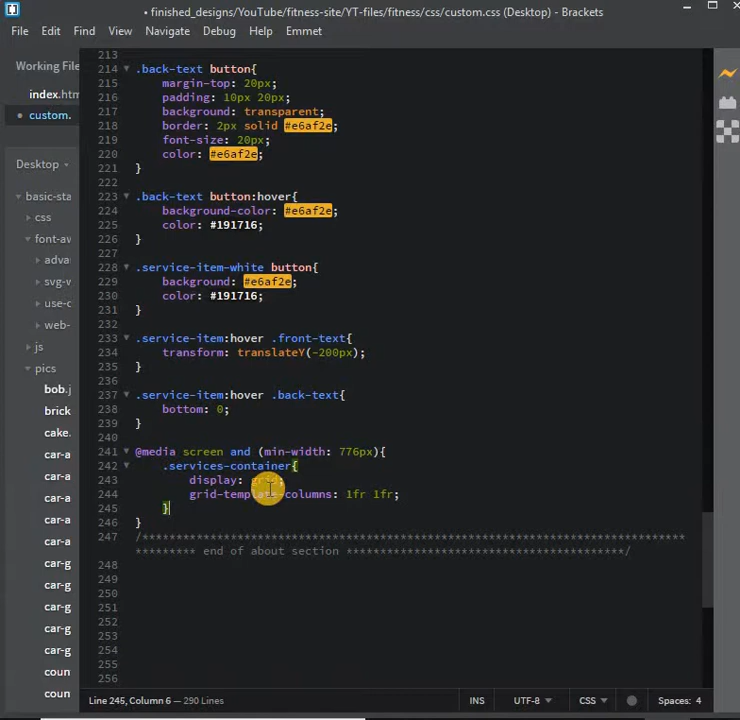 • finished_designs/YouTube/fitness-site/YT-files/fitness/css/custom.css (Desktop) - Brackets
File Edit Find View Navigate Debug Help Emmet
Working File
index.htm
• custom.
Desktop
basic-sta
css
font-aw
adva
svg-v
use-c
web-
js
pics
bob.j
brick
cake.
car-a
car-a
car-a
car-a
car-a
car-g
car-g
car-g
car-g
car-g
coun
coun
213
214 .back-text button{
215 margin-top: 20px;
216 padding: 10px 20px;
217 background: transparent;
218 border: 2px solid #e6af2e;
219 font-size: 20px;
220 color: #e6af2e;
221 }
222
223 .back-text button:hover{
224 background-color: #e6af2e;
225 color: #191716;
226 }
227
228 .service-item-white button{
229 background: #e6af2e;
230 color: #191716;
231 }
232
233 .service-item:hover .front-text{
234 transform: translateY(-200px);
235 }
236
237 .service-item:hover .back-text{
238 bottom: 0;
239 }
240
241 @media screen and (min-width: 776px){
242 .services-container{
243 display: grid;
244 grid-template-columns: 1fr 1fr;
245 }
246 }
247 /********************************************************************************
********* end of about section *****************************************/
248
249
250
251
252
253
254
255
256
Line 245, Column 6 — 290 Lines INS UTF-8 CSS Spaces: 4